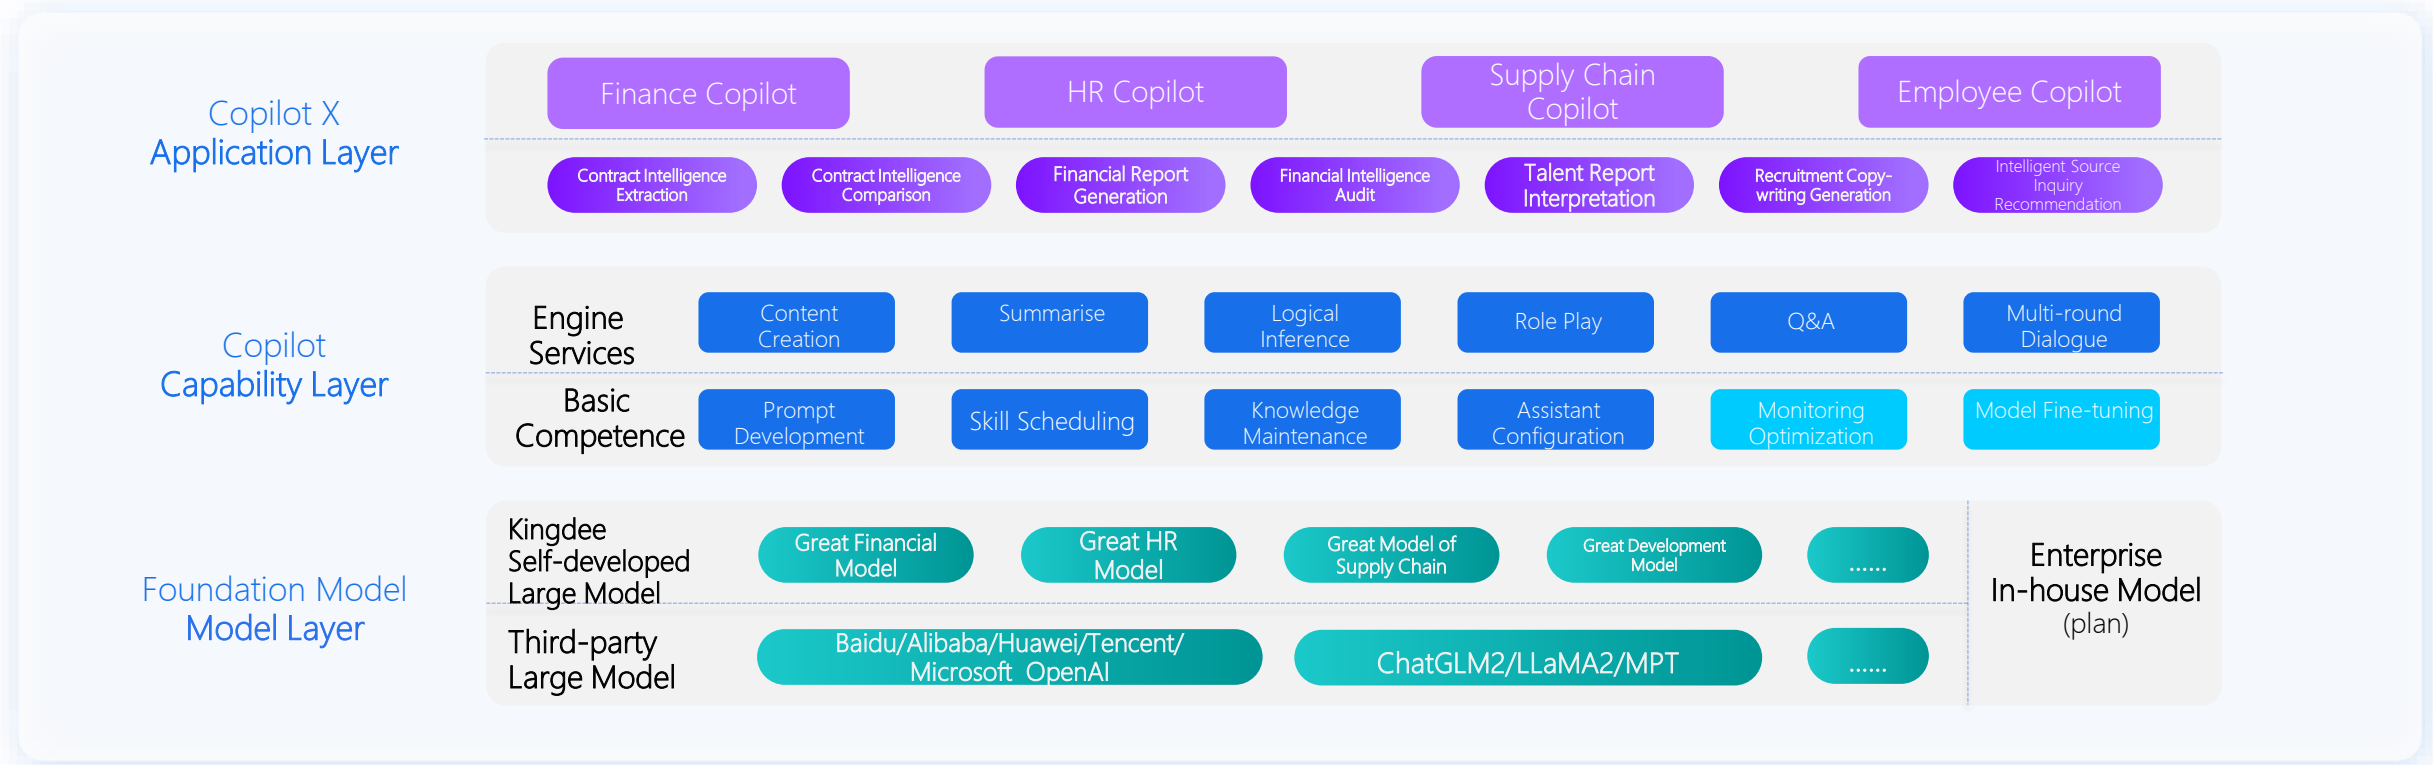 Copilot X
Application Layer
Finance Copilot
HR Copilot
Supply Chain
Copilot
Employee Copilot
Contract Intelligence
Extraction
Contract Intelligence
Comparison
Financial Report
Generation
Financial Intelligence
Audit
Talent Report
Interpretation
Recruitment Copy-
writing Generation
Intelligent Source
Inquiry
Recommendation
Copilot
Capability Layer
Engine
Services
Content
Creation
Summarise
Logical
Inference
Role Play
Q&A
Multi-round
Dialogue
Basic
Competence
Prompt
Development
Skill Scheduling
Knowledge
Maintenance
Assistant
Configuration
Monitoring
Optimization
Model Fine-tuning
Foundation Model
Model Layer
Kingdee
Self-developed
Large Model
Great Financial
Model
Great HR
Model
Great Model of
Supply Chain
Great Development
Model
......
Third-party
Large Model
Baidu/Alibaba/Huawei/Tencent/
Microsoft  OpenAI
ChatGLM2/LLaMA2/MPT
......
Enterprise
In-house Model
(plan)